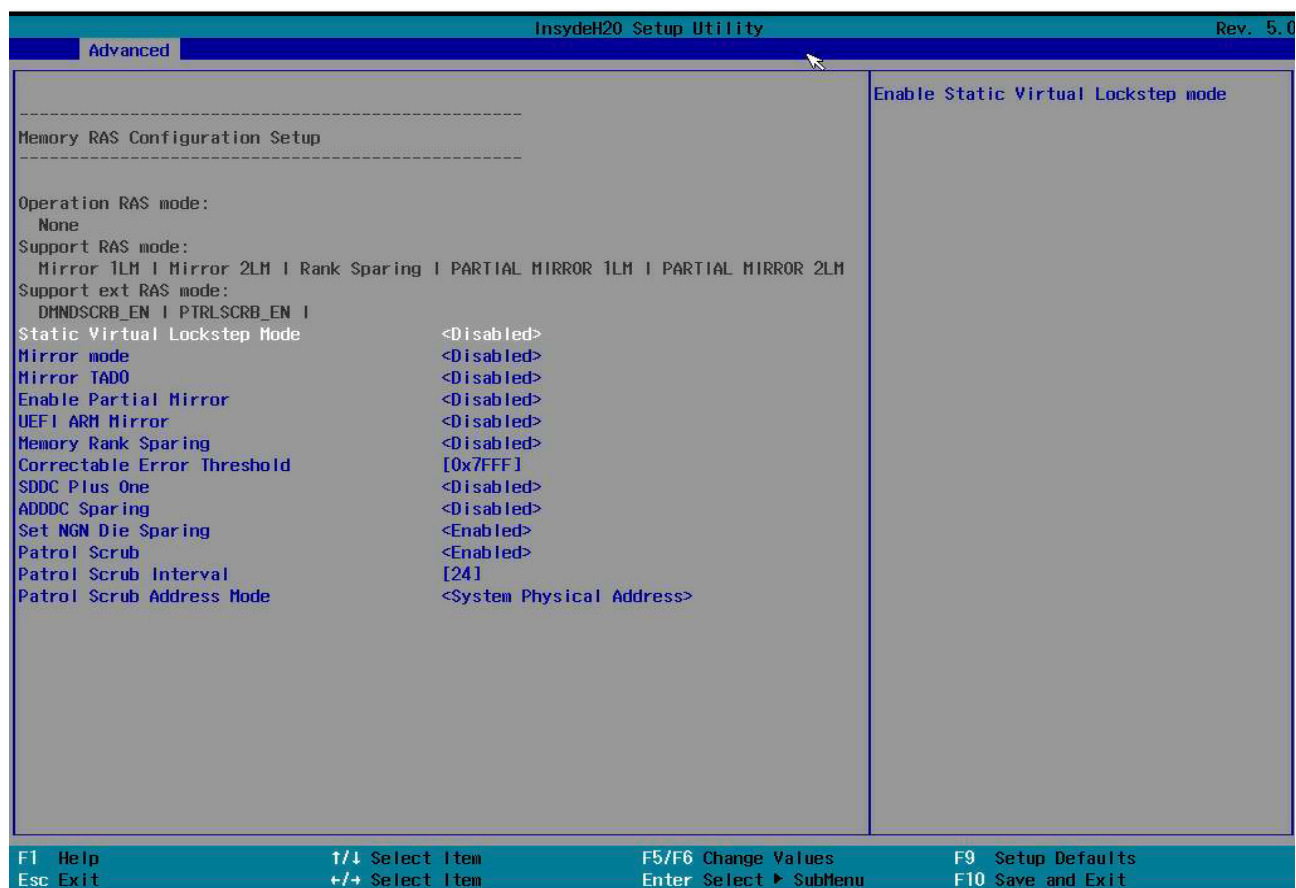 InsydeH20 Setup Utility Rev. 5.0
Advanced
Enable Static Virtual Lockstep mode
--------------------------------------------------
Memory RAS Configuration Setup
--------------------------------------------------
Operation RAS mode:
None
Support RAS mode:
Mirror 1LM | Mirror 2LM | Rank Sparing | PARTIAL MIRROR 1LM | PARTIAL MIRROR 2LM
Support ext RAS mode:
DMNDSCRB_EN | PTRLSCRB_EN |
Static Virtual Lockstep Mode <Disabled>
Mirror mode <Disabled>
Mirror TAD0 <Disabled>
Enable Partial Mirror <Disabled>
UEFI ARM Mirror <Disabled>
Memory Rank Sparing <Disabled>
Correctable Error Threshold [0x7FFF]
SDDC Plus One <Disabled>
ADDDC Sparing <Disabled>
Set NGN Die Sparing <Enabled>
Patrol Scrub <Enabled>
Patrol Scrub Interval [24]
Patrol Scrub Address Mode <System Physical Address>
F1 Help ↑/↓ Select Item F5/F6 Change Values F9 Setup Defaults
Esc Exit ←/→ Select Item Enter Select ▶ SubMenu F10 Save and Exit